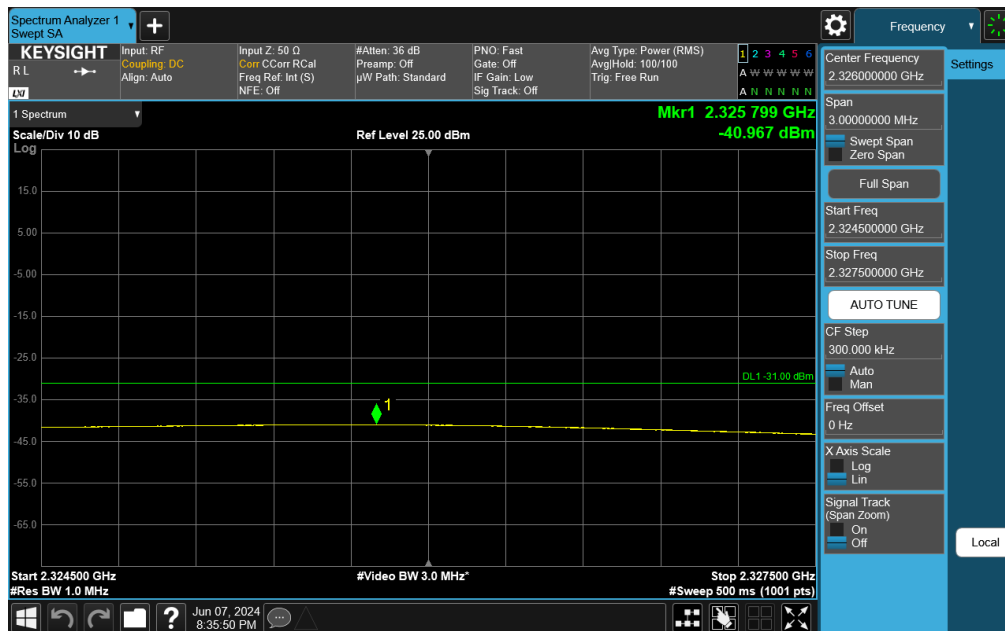 Spectrum Analyzer 1
Swept SA
+
Frequency
KEYSIGHT
R L
LXI
Input: RF
Coupling: DC
Align: Auto
Input Z: 50 Ω
Corr CCorr RCal
Freq Ref: Int (S)
NFE: Off
#Atten: 36 dB
Preamp: Off
µW Path: Standard
PNO: Fast
Gate: Off
IF Gain: Low
Sig Track: Off
Avg Type: Power (RMS)
Avg|Hold: 100/100
Trig: Free Run
1 2 3 4 5 6
A W W W W W
A N N N N N
1 Spectrum
Mkr1 2.325 799 GHz
Scale/Div 10 dB
Ref Level 25.00 dBm
-40.967 dBm
Log
15.0
5.00
-5.00
-15.0
-25.0
DL1 -31.00 dBm
-35.0
1
-45.0
-55.0
-65.0
Start 2.324500 GHz
#Video BW 3.0 MHz*
Stop 2.327500 GHz
#Res BW 1.0 MHz
#Sweep 500 ms (1001 pts)
Center Frequency
2.326000000 GHz
Settings
Span
3.00000000 MHz
Swept Span
Zero Span
Full Span
Start Freq
2.324500000 GHz
Stop Freq
2.327500000 GHz
AUTO TUNE
CF Step
300.000 kHz
Auto
Man
Freq Offset
0 Hz
X Axis Scale
Log
Lin
Signal Track
(Span Zoom)
On
Off
Local
?
Jun 07, 2024
8:35:50 PM